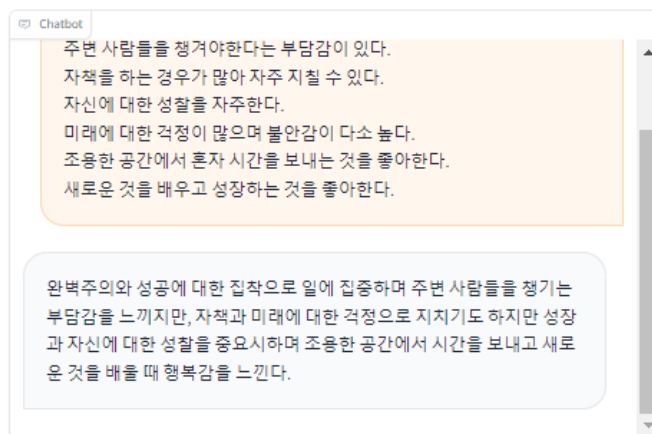 Chatbot
주변 사람들을 챙겨야한다는 부담감이 있다.
자책을 하는 경우가 많아 자주 지칠 수 있다.
자신에 대한 성찰을 자주한다.
미래에 대한 걱정이 많으며 불안감이 다소 높다.
조용한 공간에서 혼자 시간을 보내는 것을 좋아한다.
새로운 것을 배우고 성장하는 것을 좋아한다.
완벽주의와 성공에 대한 집착으로 일에 집중하며 주변 사람들을 챙기는
부담감을 느끼지만, 자책과 미래에 대한 걱정으로 지치기도 하지만 성장
과 자신에 대한 성찰을 중요시하며 조용한 공간에서 시간을 보내고 새로
운 것을 배울 때 행복감을 느낀다.